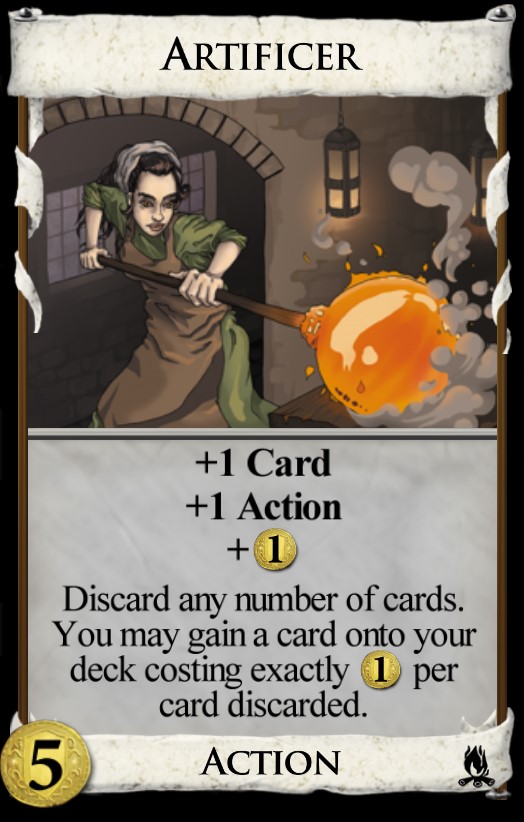 ARTIFICER
+1 Card
+1 Action
+1
Discard any number of cards.
You may gain a card onto your
deck costing exactly 1 per
card discarded.
5 ACTION